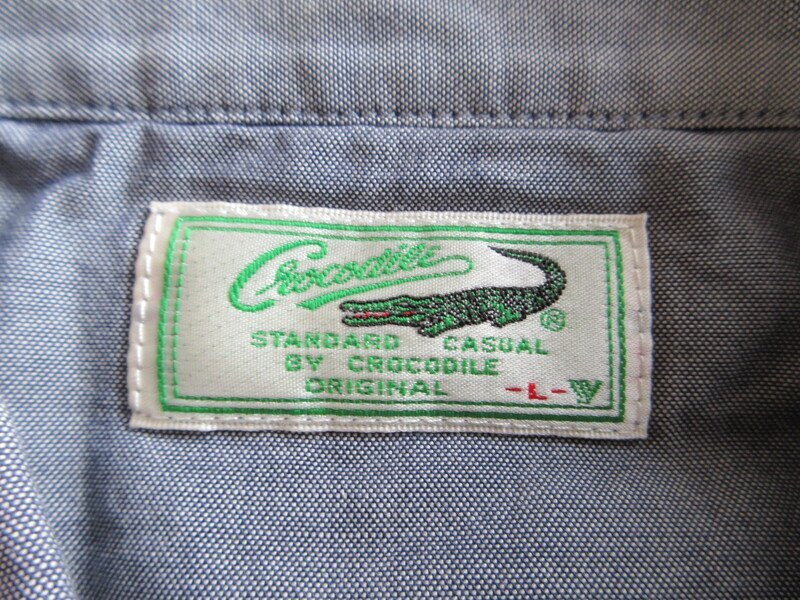 Crocodile
®
STANDARD CASUAL
BY CROCODILE
ORIGINAL
-L-